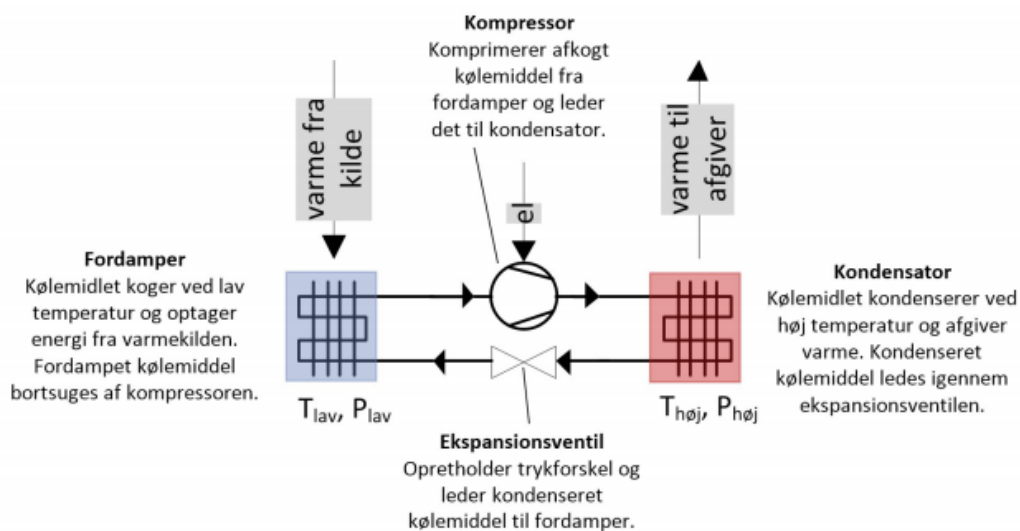 Kompressor
Komprimerer afkogt
kølemiddel fra
fordamper og leder
det til kondensator.
varme fra
kilde
el
varme til
afgiver
Fordamper
Kølemidlet koger ved lav
temperatur og optager
energi fra varmekilden.
Fordampet kølemiddel
bortsuges af kompressoren.
Kondensator
Kølemidlet kondenserer ved
høj temperatur og afgiver
varme. Kondenseret
kølemiddel ledes igennem
ekspansionsventilen.
Tlav, Plav
Thøj, Phøj
Ekspansionsventil
Opretholder trykforskel og
leder kondenseret
kølemiddel til fordamper.